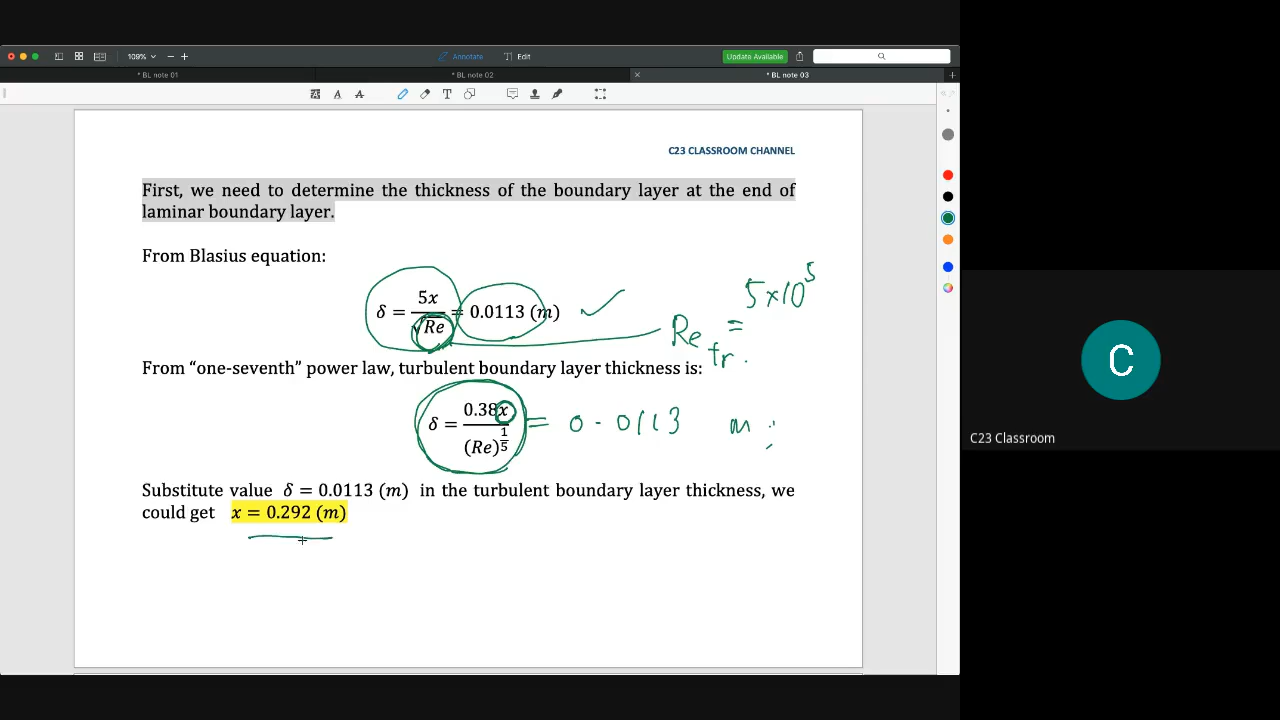 109%
Annotate
Edit
Update Available
* BL note 01
* BL note 02
* BL note 03
C23 CLASSROOM CHANNEL
First, we need to determine the thickness of the boundary layer at the end of
laminar boundary layer.
From Blasius equation:
δ = 5x / √Re = 0.0113 (m)
Re tr. = 5x10^5
From “one-seventh” power law, turbulent boundary layer thickness is:
δ = 0.38x / (Re)^(1/5) = 0.0113 m
Substitute value δ = 0.0113 (m) in the turbulent boundary layer thickness, we
could get x = 0.292 (m)
C
C23 Classroom